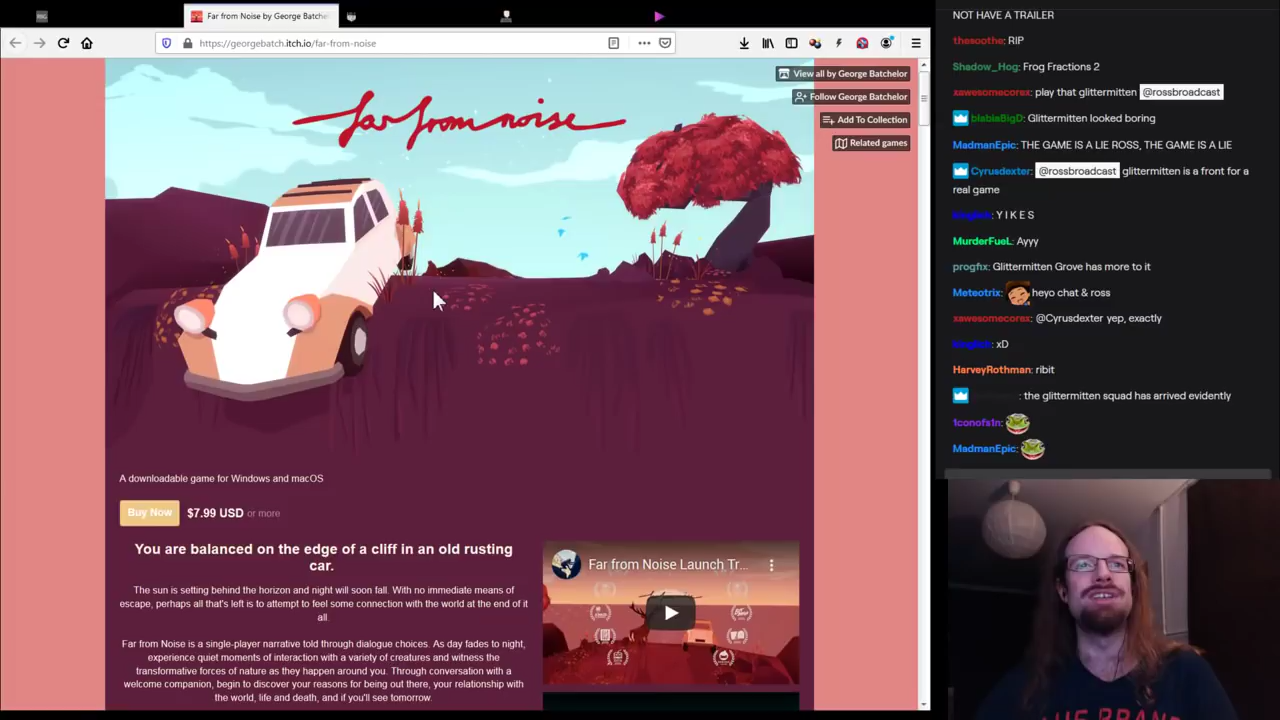 Far from Noise by George Batchel
https://georgebatch.itch.io/far-from-noise
View all by George Batchelor
Follow George Batchelor
Add To Collection
Related games
far from noise
A downloadable game for Windows and macOS
Buy Now $7.99 USD or more
You are balanced on the edge of a cliff in an old rusting
car.
The sun is setting behind the horizon and night will soon fall. With no immediate means of
escape, perhaps all that's left is to attempt to feel some connection with the world at the end of it
all.
Far from Noise is a single-player narrative told through dialogue choices. As day fades to night,
experience quiet moments of interaction with a variety of creatures and witness the
transformative forces of nature as they happen around you. Through conversation with a
welcome companion, begin to discover your reasons for being out there, your relationship with
the world, life and death, and if you'll see tomorrow.
Far from Noise Launch Tr...
NOT HAVE A TRAILER
thesoothe: RIP
Shadow_Hog: Frog Fractions 2
xawesomecorex: play that glittermitten @rossbroadcast
blablaBigD: Glittermitten looked boring
MadmanEpic: THE GAME IS A LIE ROSS, THE GAME IS A LIE
Cyrusdexter: @rossbroadcast glittermitten is a front for a
real game
: Y I K E S
MurderFueL: Ayyy
progfix: Glittermitten Grove has more to it
Meteotrix: heyo chat & ross
xawesomecorex: @Cyrusdexter yep, exactly
: xD
HarveyRothman: ribit
: the glittermitten squad has arrived evidently
1conofs1n:
MadmanEpic: